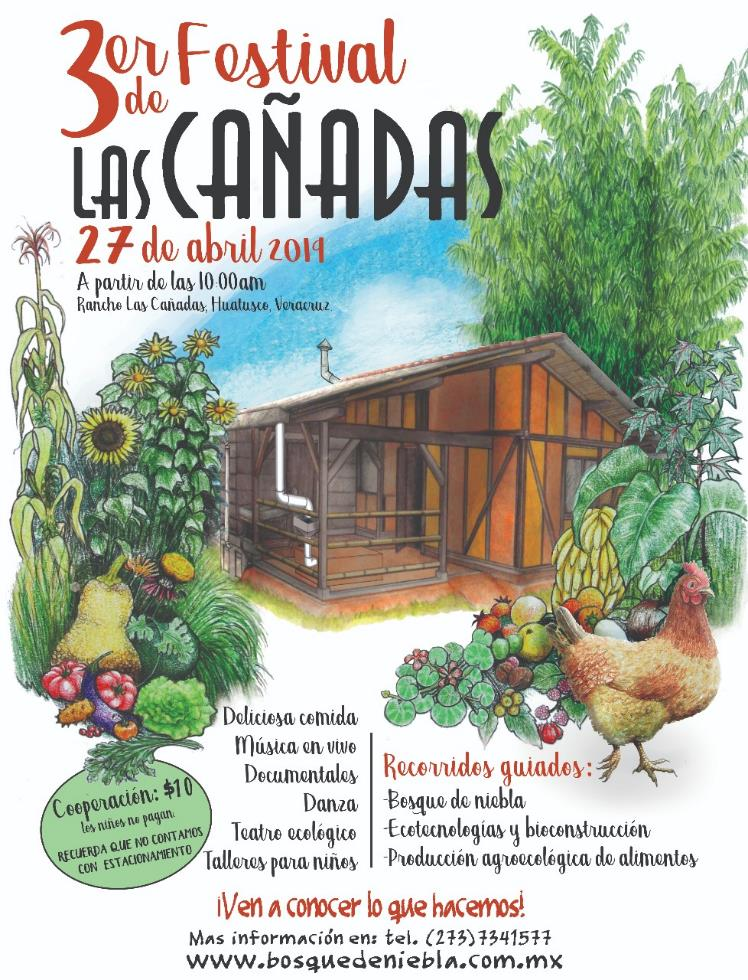 3er Festival
de
LAS CAÑADAS
27 de abril 2019
A partir de las 10:00am
Rancho Las Cañadas, Huatusco, Veracruz.
Deliciosa comida
Música en vivo
Documentales
Danza
Teatro ecológico
Talleres para niños
Cooperación: $10
los niños no pagan.
RECUERDA QUE NO CONTAMOS
CON ESTACIONAMIENTO
Recorridos guiados:
-Bosque de niebla
-Ecotecnologías y bioconstrucción
-Producción agroecológica de alimentos
¡Ven a conocer lo que hacemos!
Mas información en: tel. (273)7341577
www.bosquedeniebla.com.mx